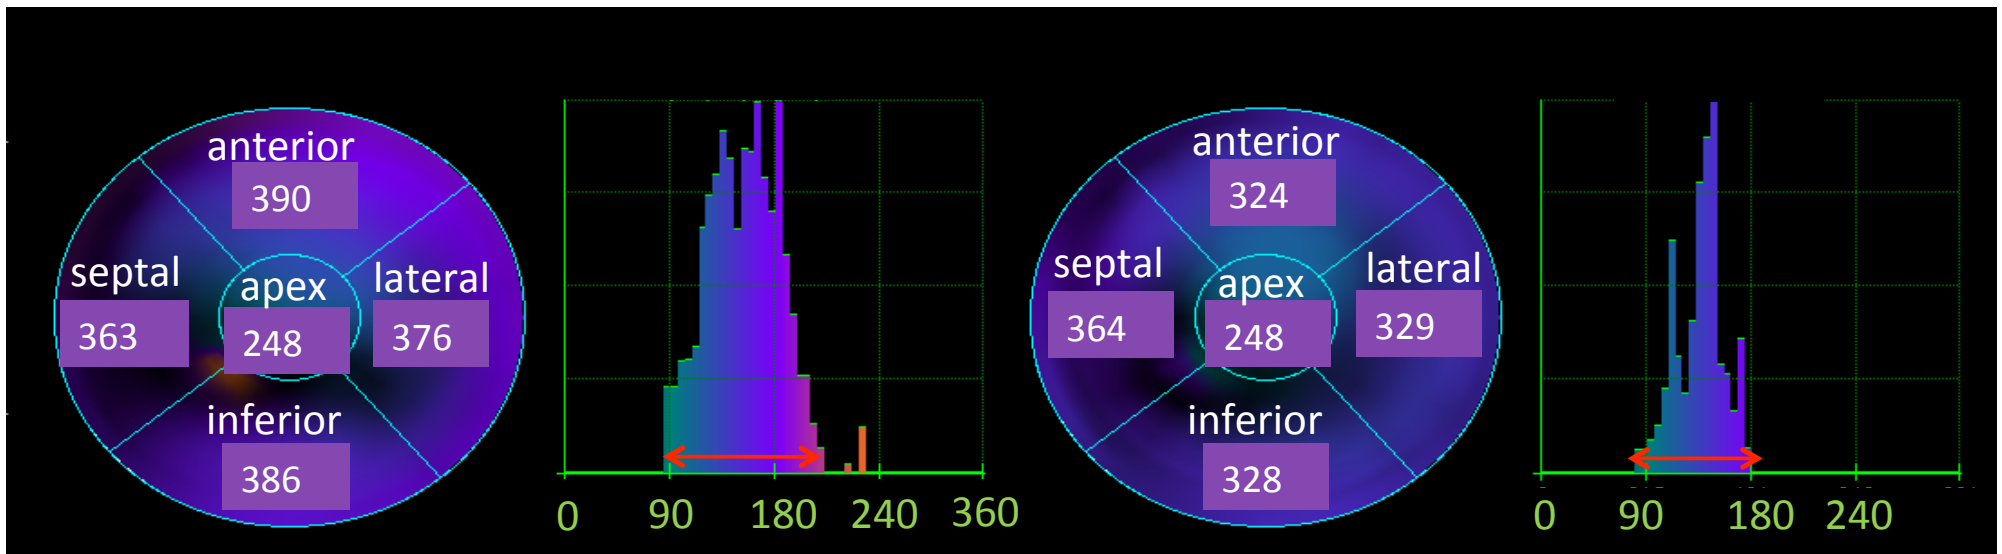 anterior
390
septal
363
apex
248
lateral
376
inferior
386
0 90 180 240 360
anterior
324
septal
364
apex
248
lateral
329
inferior
328
0 90 180 240